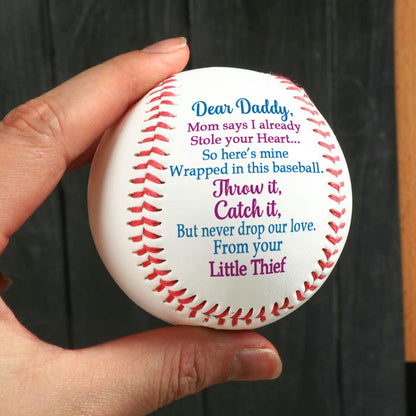 Dear Daddy,
Mom says I already
Stole your Heart...
So here's mine
Wrapped in this baseball.
Throw it,
Catch it,
But never drop our love.
From your
Little Thief